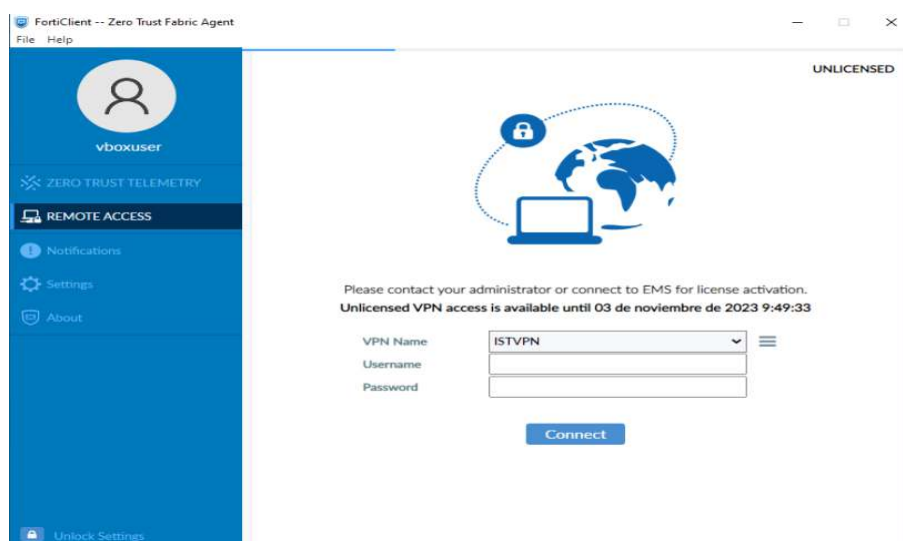 FortiClient -- Zero Trust Fabric Agent
File Help
UNLICENSED
vboxuser
ZERO TRUST TELEMETRY
REMOTE ACCESS
Notifications
Settings
About
Please contact your administrator or connect to EMS for license activation.
Unlicensed VPN access is available until 03 de noviembre de 2023 9:49:33
VPN Name ISTVPN
Username
Password
Connect
Unlock Settings